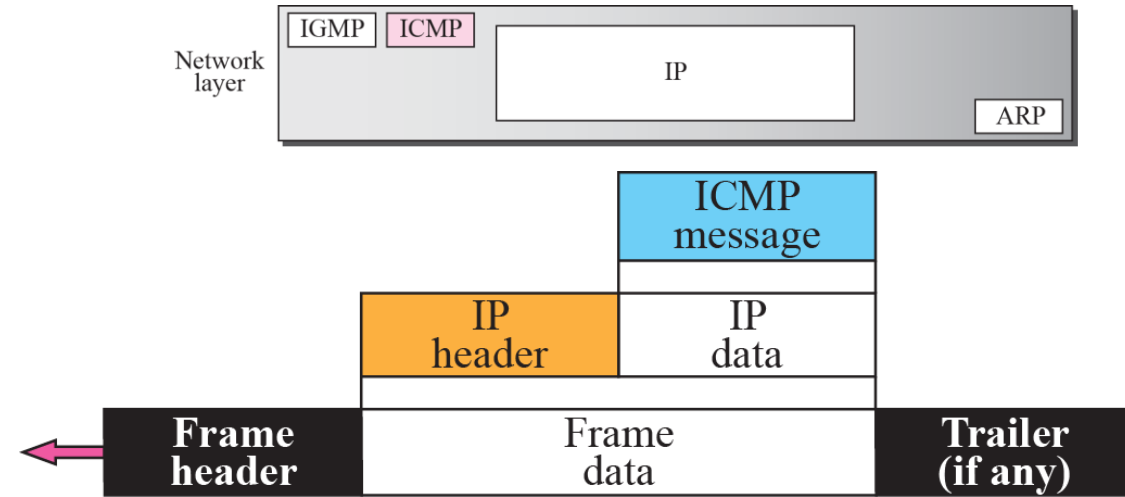 IGMP
ICMP
Network
layer
IP
ARP
ICMP
message
IP
header
IP
data
Frame
header
Frame
data
Trailer
(if any)